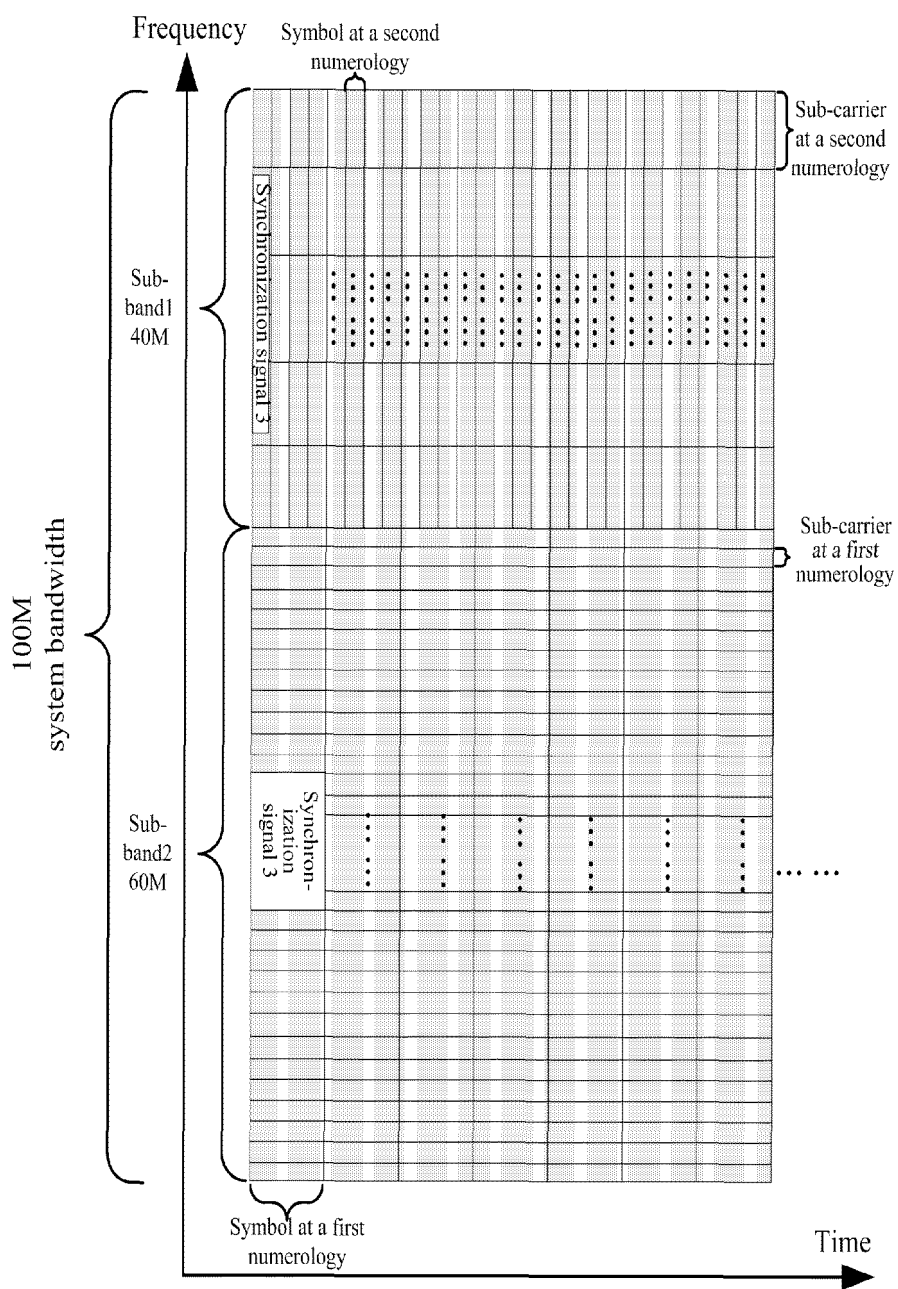 Frequency
Symbol at a second
numerology
Sub-carrier
at a second
numerology
Synchronization signal 3
Sub-
band1
40M
Sub-carrier
at a first
numerology
100M
system bandwidth
Synchron-
ization
signal 3
Sub-
band2
60M
Symbol at a first
numerology
Time